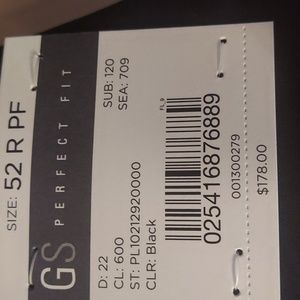 SIZE: 52 R PF
GS PERFECT FIT
D: 22
SUB: 120
CL: 600
SEA: 709
ST: PL10212920000
CLR: Black
FL_9
025416876889
001300279
$178.00